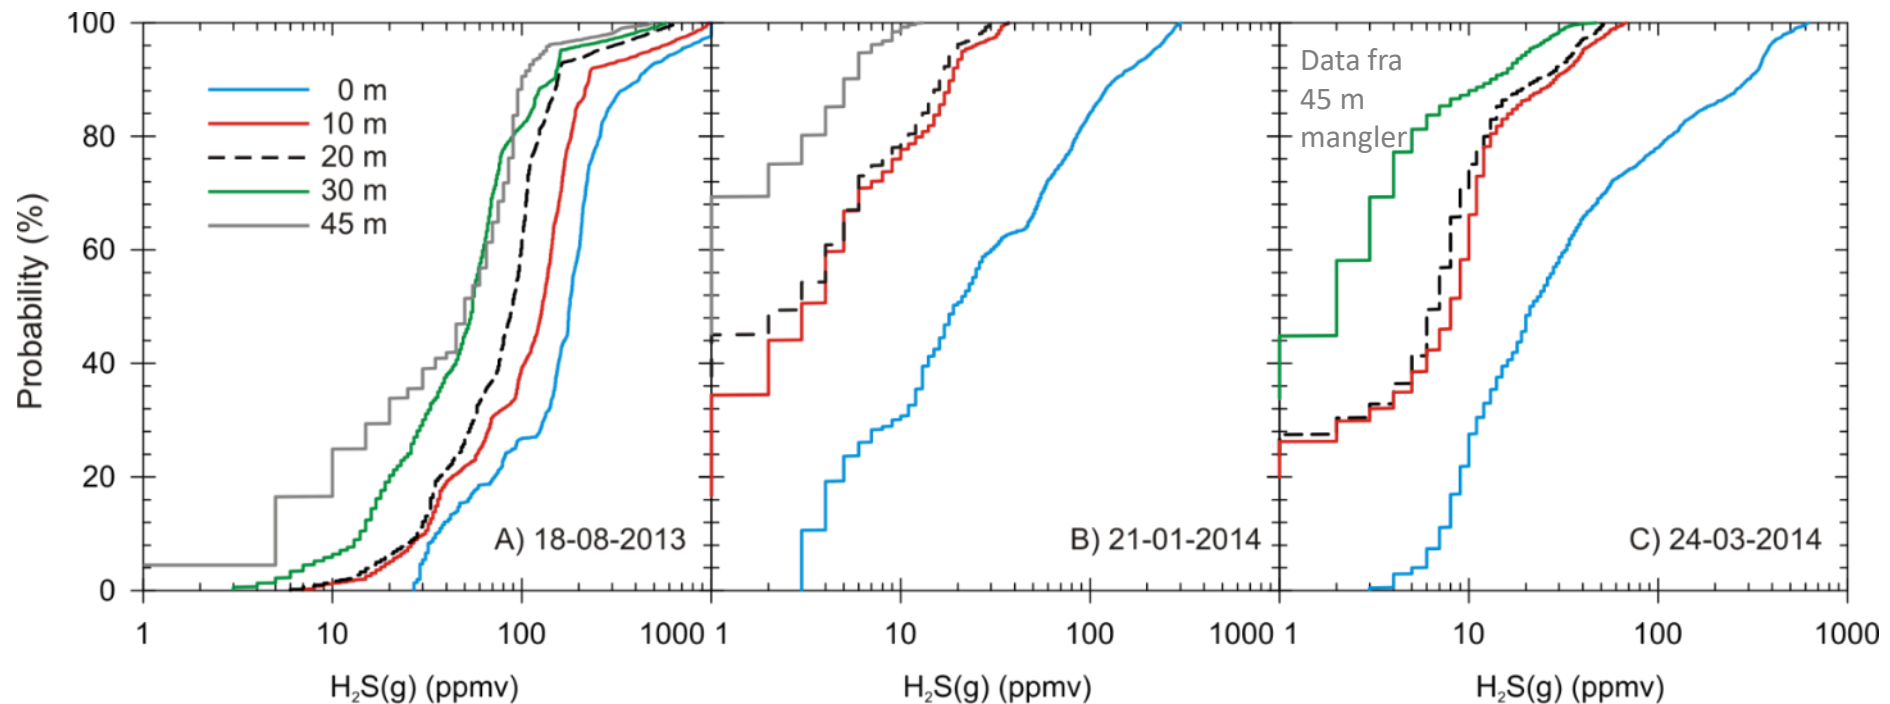 Probability (%)
100
80
60
40
20
0
0 m
10 m
20 m
30 m
45 m
A) 18-08-2013
B) 21-01-2014
Data fra
45 m
mangler
C) 24-03-2014
1 10 100 1000 1 10 100 1000 1 10 100 1000
H₂S(g) (ppmv) H₂S(g) (ppmv) H₂S(g) (ppmv)